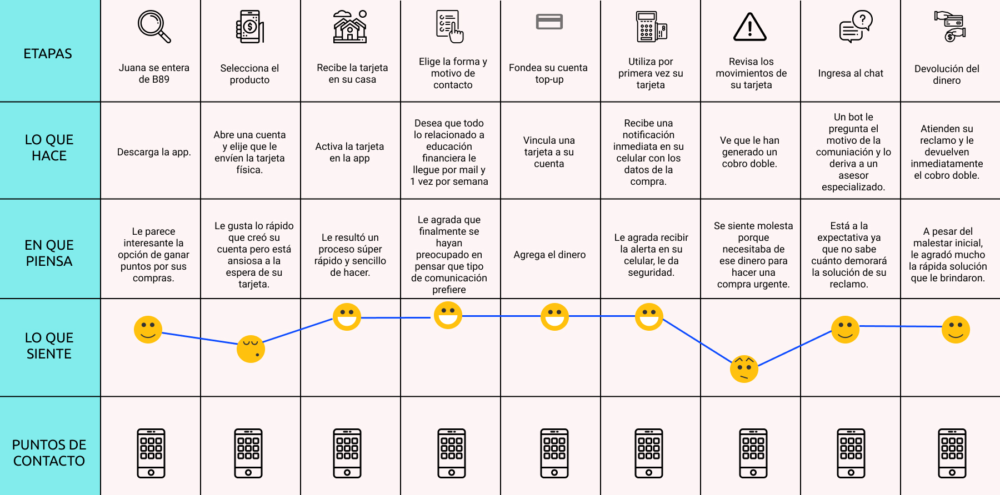 ETAPAS
Juana se entera
de B89
Selecciona el
producto
Recibe la tarjeta
en su casa
Elige la forma y
motivo de
contacto
Fondea su cuenta
top-up
Utiliza por
primera vez su
tarjeta
Revisa los
movimientos de
su tarjeta
Ingresa al chat
Devolución del
dinero
LO QUE
HACE
Descarga la app.
Abre una cuenta
y elije que le
envíen la tarjeta
física.
Activa la tarjeta
en la app
Desea que todo
lo relacionado a
educación
financiera le
llegue por mail y
1 vez por semana
Vincula una
tarjeta a su
cuenta
Recibe una
notificación
inmediata en su
celular con los
datos de la
compra.
Ve que le han
generado un
cobro doble.
Un bot le
pregunta el
motivo de la
comuniación y lo
deriva a un
asesor
especializado.
Atienden su
reclamo y le
devuelven
inmediatamente
el cobro doble.
EN QUE
PIENSA
Le parece
interesante la
opción de ganar
puntos por sus
compras.
Le gusta lo rápido
que creó su
cuenta pero está
ansiosa a la
espera de su
tarjeta.
Le resultó un
proceso súper
rápido y sencillo
de hacer.
Le agrada que
finalmente se
hayan
preocupado en
pensar que tipo
de comunicación
prefiere
Agrega el dinero
Le agrada recibir
la alerta en su
celular, le da
seguridad.
Se siente molesta
porque
necesitaba de
ese dinero para
hacer una
compra urgente.
Está a la
expectativa ya
que no sabe
cuánto demorará
la solución de su
reclamo.
A pesar del
malestar inicial,
le agradó mucho
la rápida solución
que le brindaron.
LO QUE
SIENTE
PUNTOS DE
CONTACTO